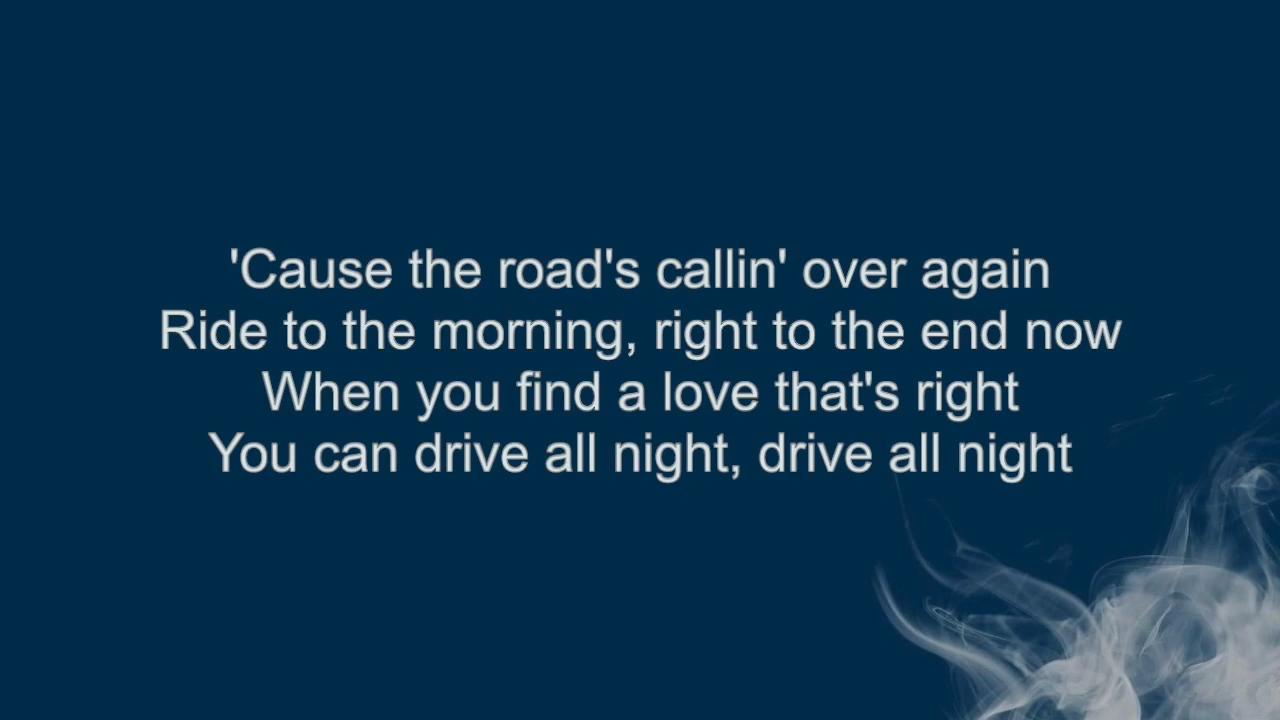 'Cause the road's callin' over again
Ride to the morning, right to the end now
When you find a love that's right
You can drive all night, drive all night